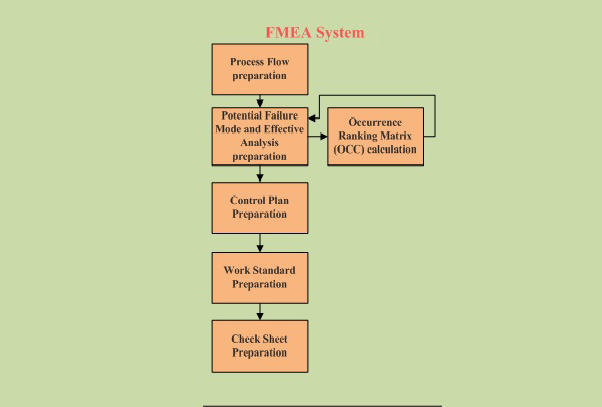 FMEA System
Process Flow
preparation
Potential Failure
Mode and Effective
Analysis
preparation
Occurrence
Ranking Matrix
(OCC) calculation
Control Plan
Preparation
Work Standard
Preparation
Check Sheet
Preparation